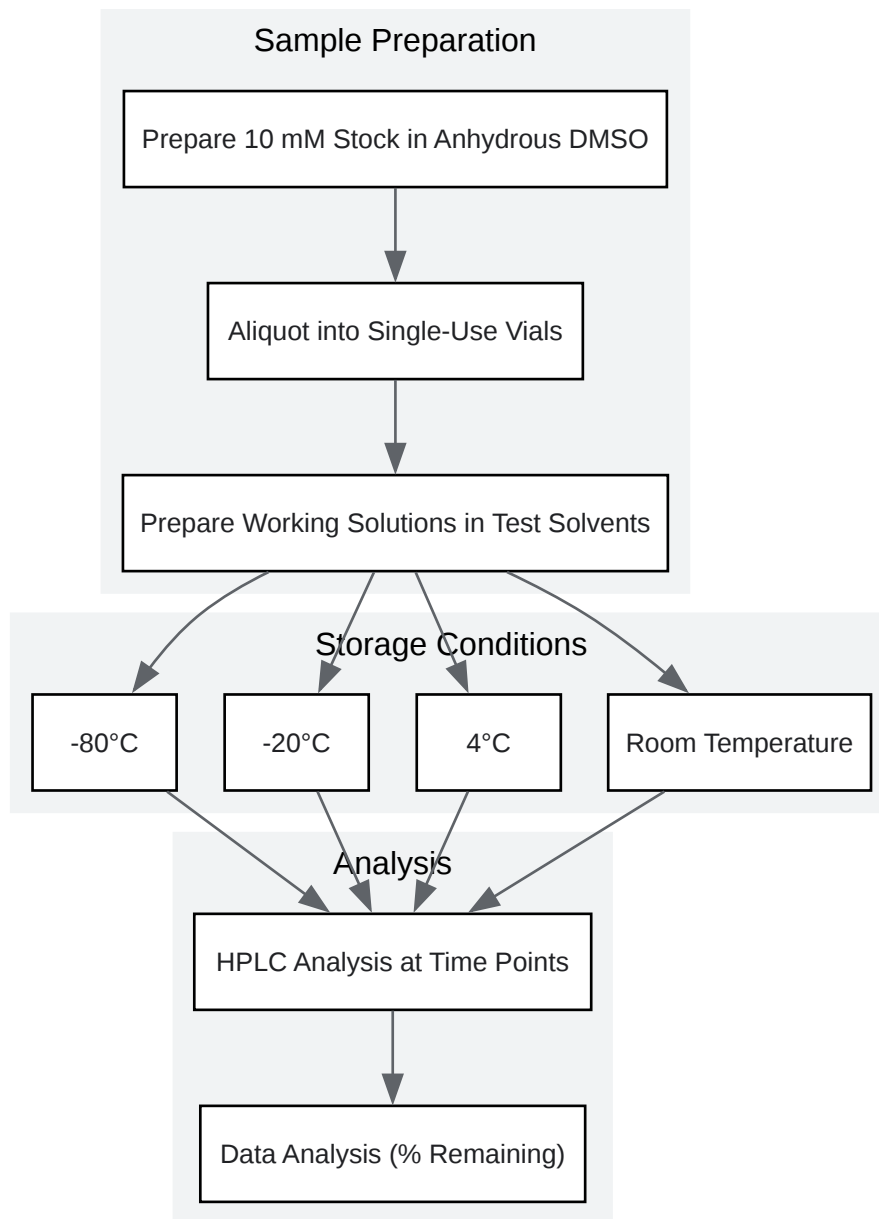 Sample Preparation
Prepare 10 mM Stock in Anhydrous DMSO
Aliquot into Single-Use Vials
Prepare Working Solutions in Test Solvents
Storage Conditions
-80°C
-20°C
4°C
Room Temperature
Analysis
HPLC Analysis at Time Points
Data Analysis (% Remaining)